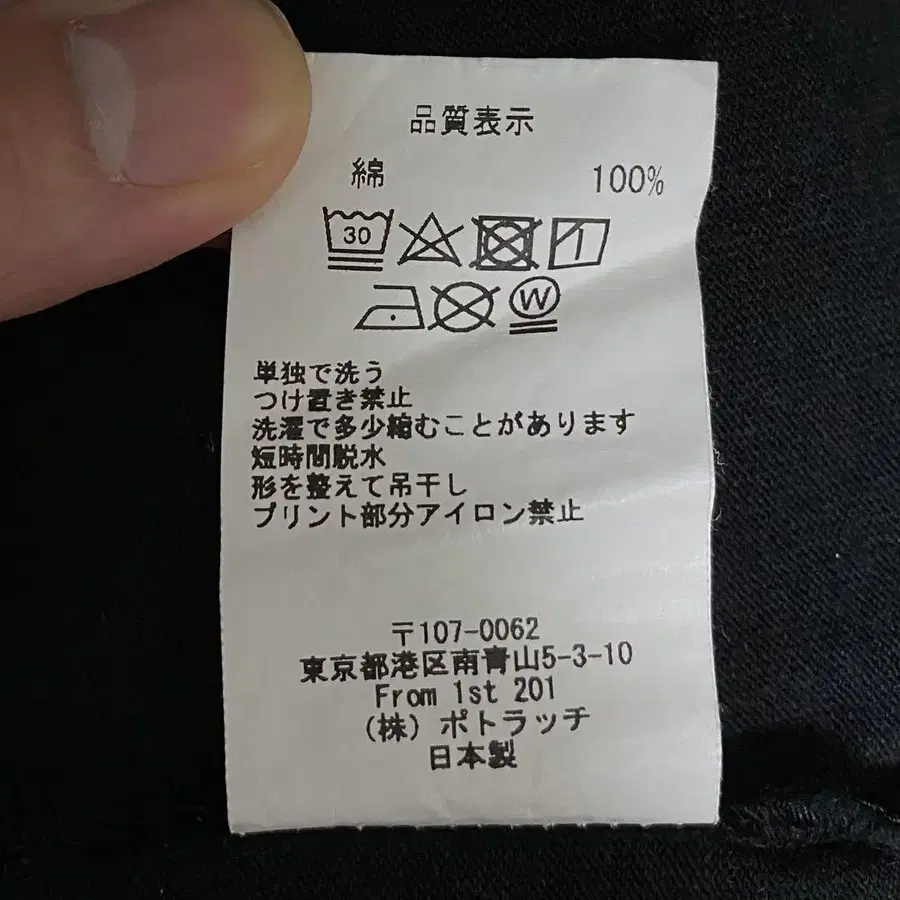 品質表示
綿 100%
30
W
単独で洗う
つけ置き禁止
洗濯で多少縮むことがあります
短時間脱水
形を整えて吊干し
プリント部分アイロン禁止
〒107-0062
東京都港区南青山5-3-10
From 1st 201
(株) ポトラッチ
日本製